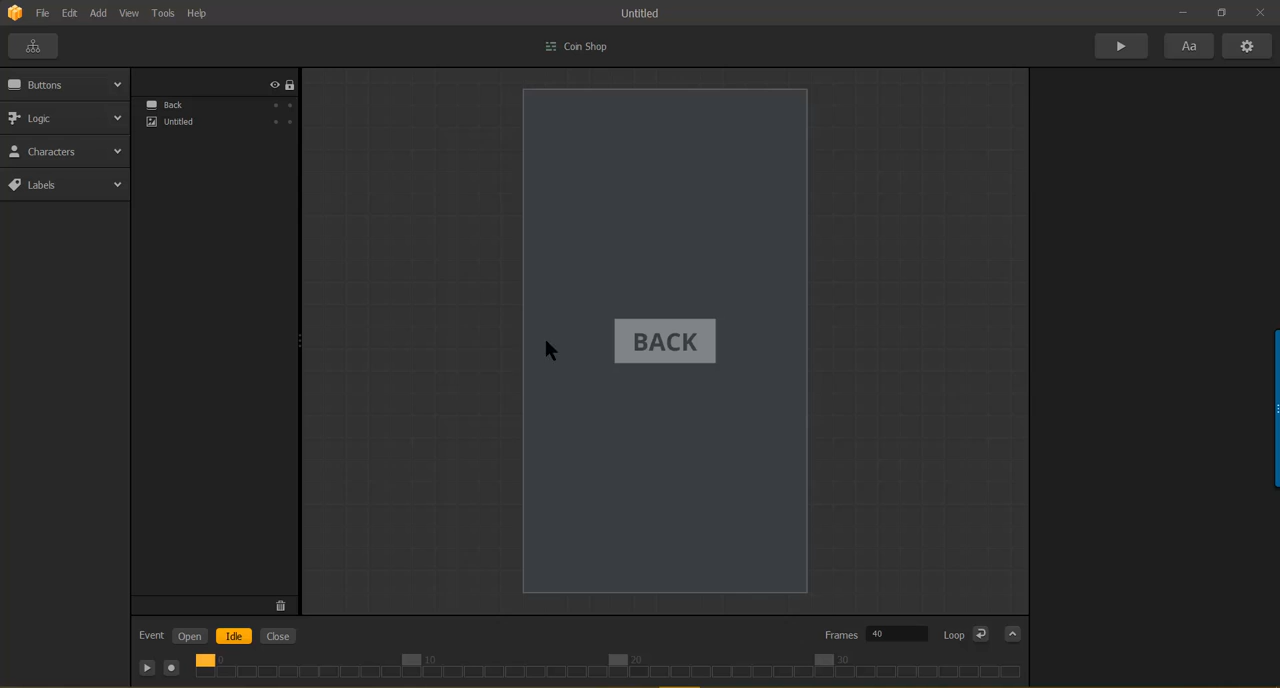 File Edit Add View Tools Help
Untitled
Coin Shop
Aa
Buttons
Logic
Characters
Labels
Back
Untitled
BACK
Event Open Idle Close
Frames 40 Loop
0 10 20 30